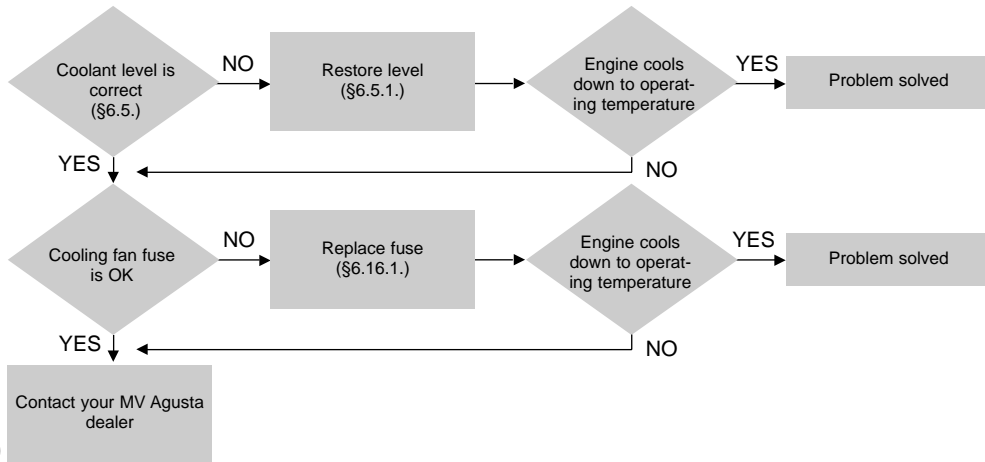 Coolant level is
correct
(§6.5.)
NO
Restore level
(§6.5.1.)
Engine cools
down to operat-
ing temperature
YES
Problem solved
YES
NO
Cooling fan fuse
is OK
NO
Replace fuse
(§6.16.1.)
Engine cools
down to operat-
ing temperature
YES
Problem solved
YES
NO
Contact your MV Agusta
dealer